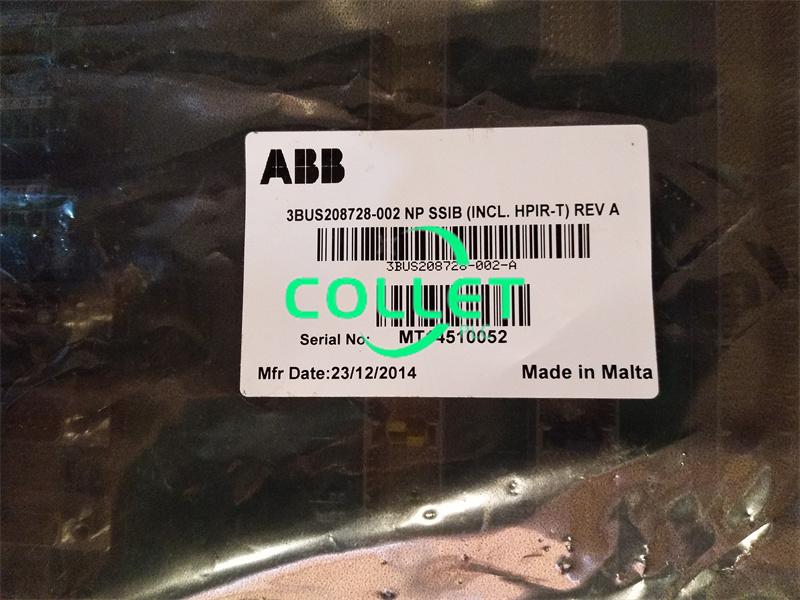 ABB
3BUS208728-002 NP SSIB (INCL. HPIR-T) REV A
3BUS208728-002-A
COLLET
Serial No: MT14510052
Mfr Date:23/12/2014
Made in Malta